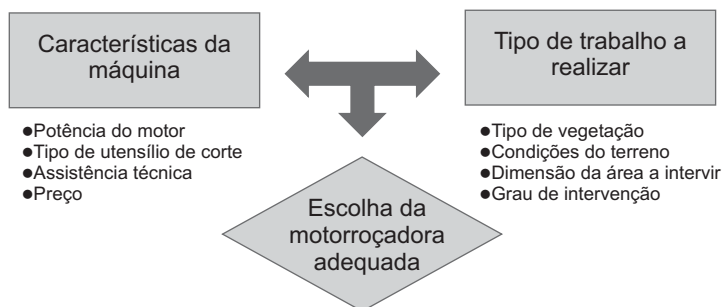 Características da
máquina
●Potência do motor
●Tipo de utensílio de corte
●Assistência técnica
●Preço
Tipo de trabalho a
realizar
●Tipo de vegetação
●Condições do terreno
●Dimensão da área a intervir
●Grau de intervenção
Escolha da
motorroçadora
adequada